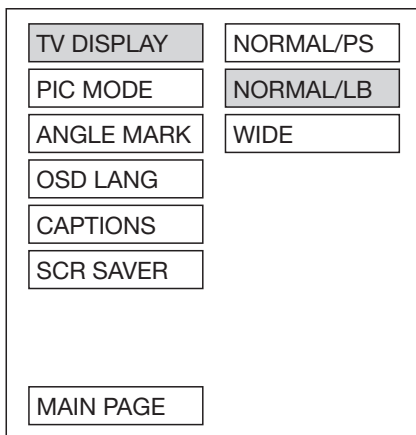 TV DISPLAY
PIC MODE
ANGLE MARK
OSD LANG
CAPTIONS
SCR SAVER
MAIN PAGE
NORMAL/PS
NORMAL/LB
WIDE